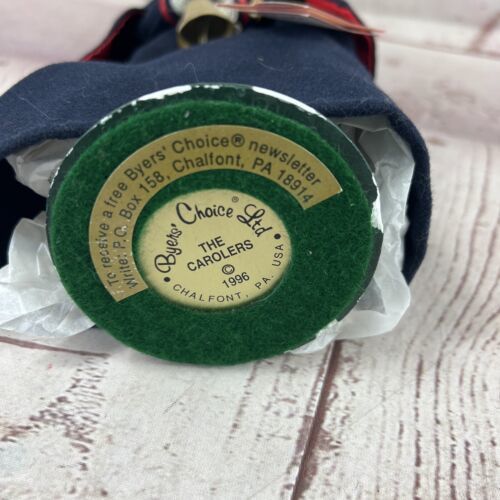 To receive a free Byers' Choice® newsletter
Write: P.O. Box 158, Chalfont, PA 18914
• Byers' Choice® Ltd •
THE
CAROLERS
©
1996
CHALFONT, PA. USA